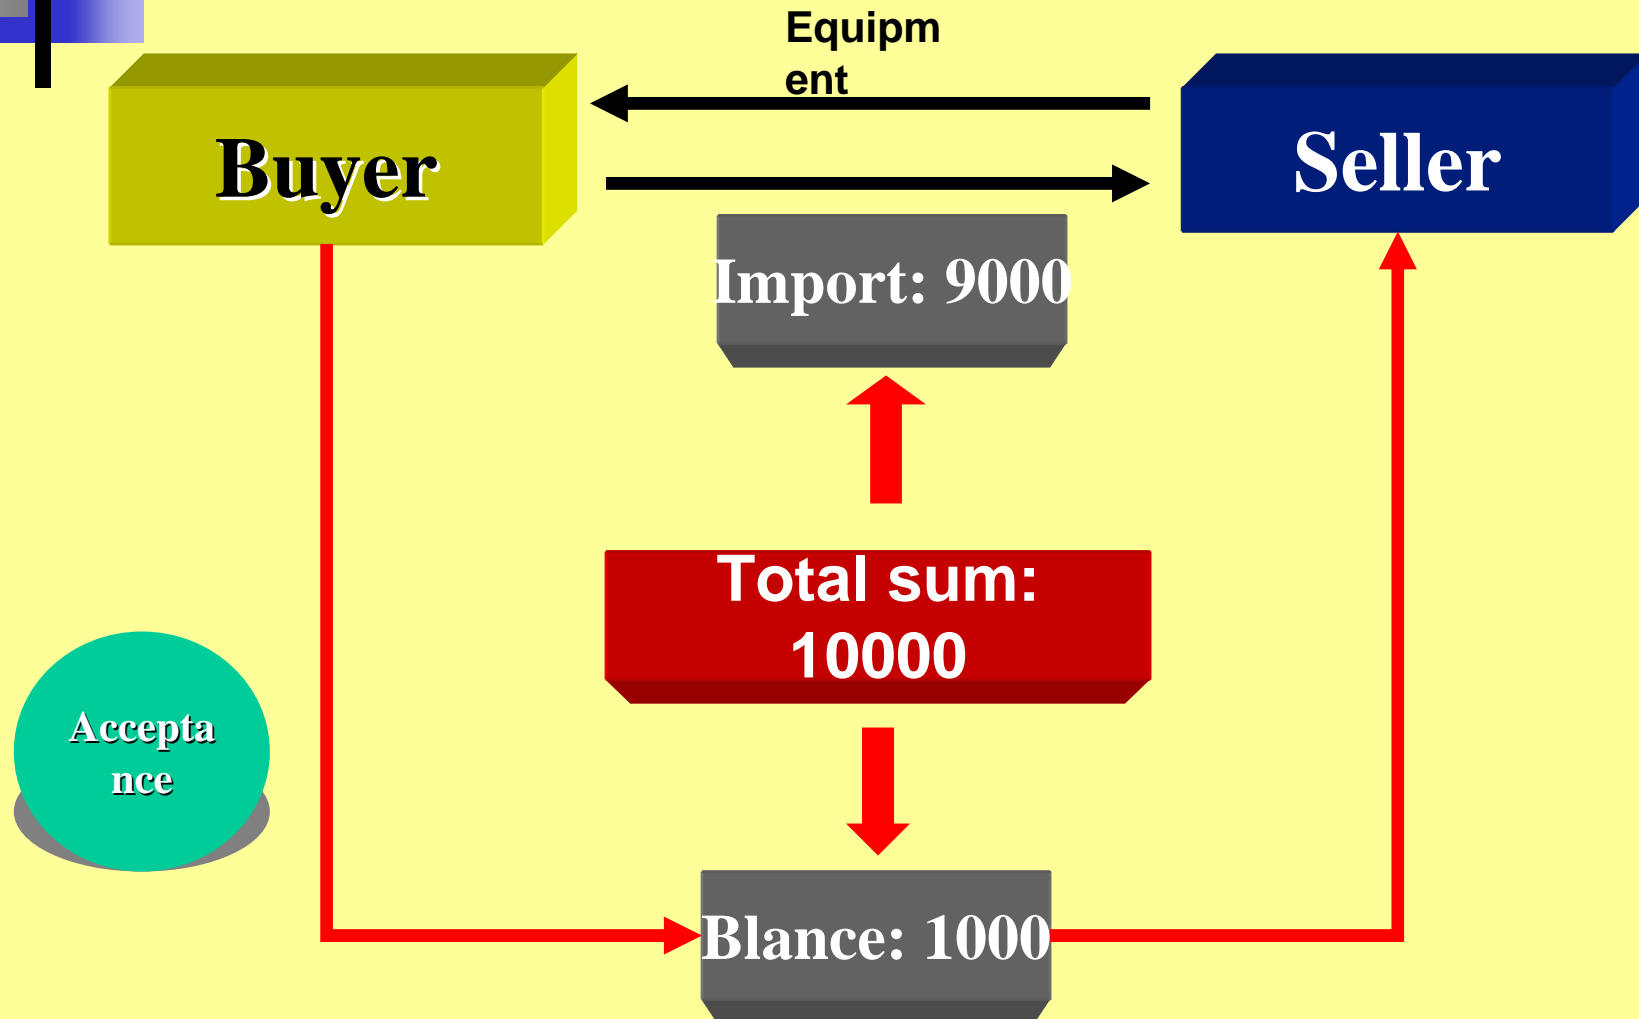 Equipm
ent
Buyer
Seller
Import: 9000
Total sum:
10000
Accepta
nce
Blance: 1000